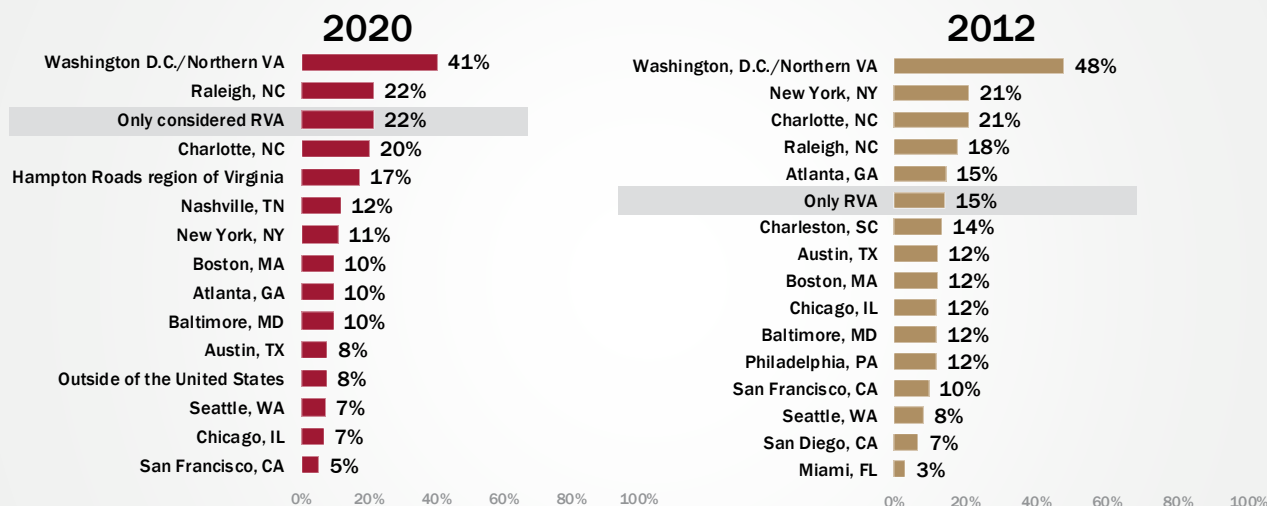 2020
Washington D.C./Northern VA 41%
Raleigh, NC 22%
Only considered RVA 22%
Charlotte, NC 20%
Hampton Roads region of Virginia 17%
Nashville, TN 12%
New York, NY 11%
Boston, MA 10%
Atlanta, GA 10%
Baltimore, MD 10%
Austin, TX 8%
Outside of the United States 8%
Seattle, WA 7%
Chicago, IL 7%
San Francisco, CA 5%
0% 20% 40% 60% 80% 100%
2012
Washington, D.C./Northern VA 48%
New York, NY 21%
Charlotte, NC 21%
Raleigh, NC 18%
Atlanta, GA 15%
Only RVA 15%
Charleston, SC 14%
Austin, TX 12%
Boston, MA 12%
Chicago, IL 12%
Baltimore, MD 12%
Philadelphia, PA 12%
San Francisco, CA 10%
Seattle, WA 8%
San Diego, CA 7%
Miami, FL 3%
0% 20% 40% 60% 80% 100%